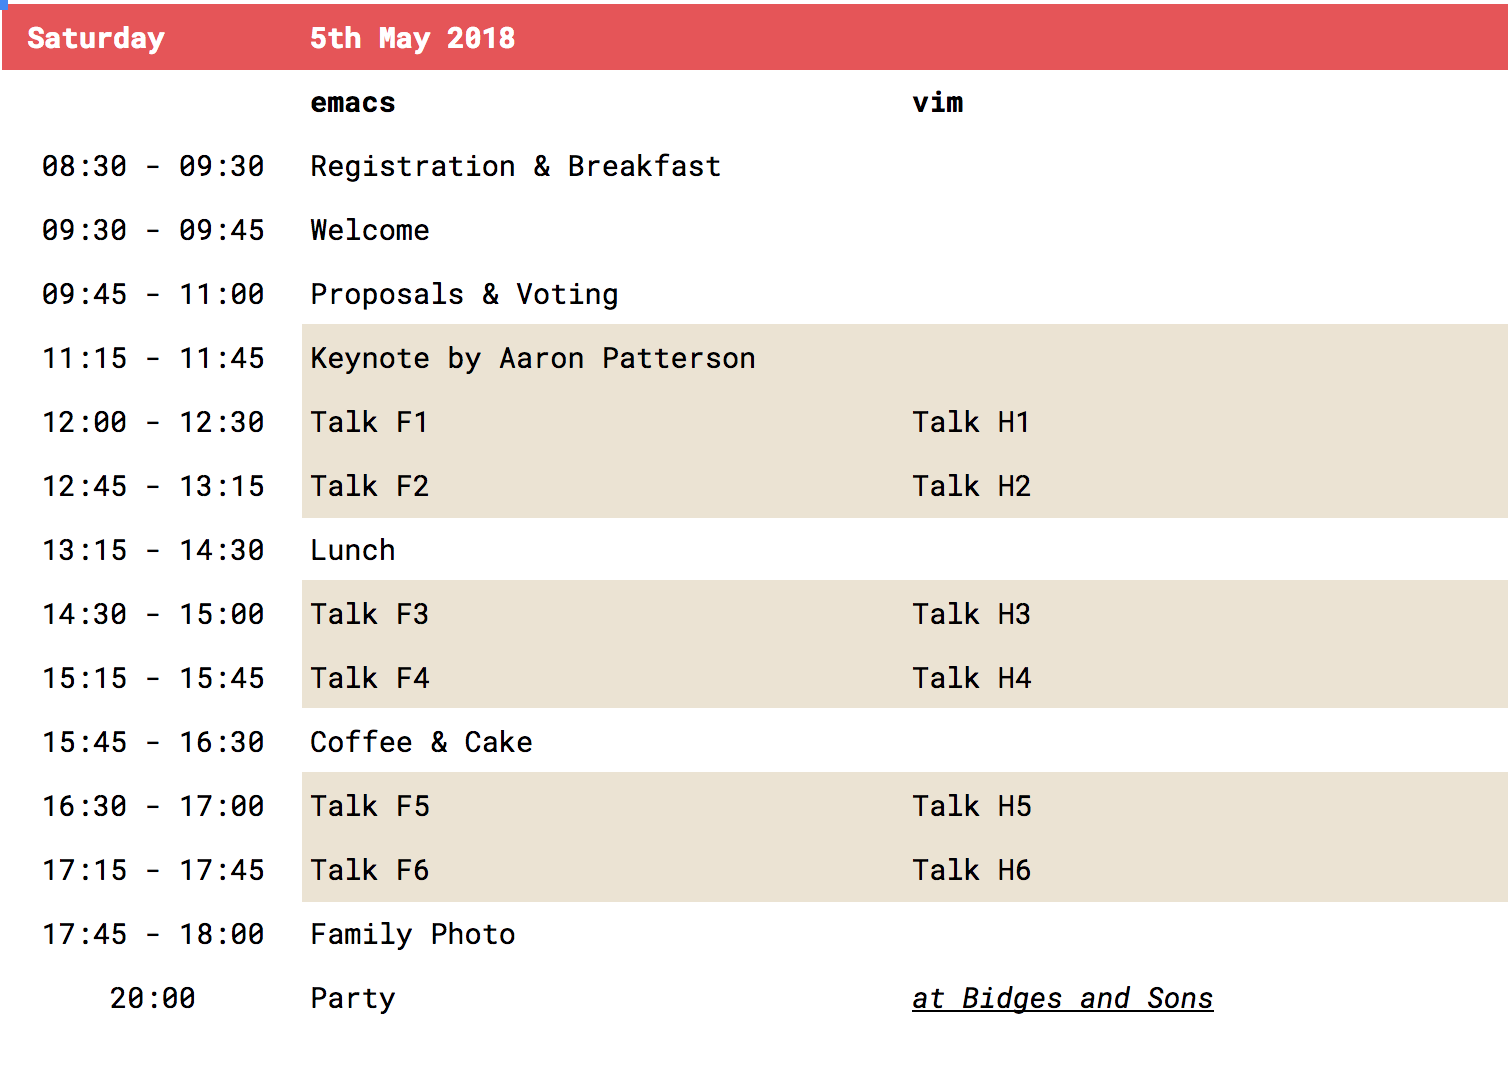 Saturday 5th May 2018
emacs vim
08:30 - 09:30 Registration & Breakfast
09:30 - 09:45 Welcome
09:45 - 11:00 Proposals & Voting
11:15 - 11:45 Keynote by Aaron Patterson
12:00 - 12:30 Talk F1 Talk H1
12:45 - 13:15 Talk F2 Talk H2
13:15 - 14:30 Lunch
14:30 - 15:00 Talk F3 Talk H3
15:15 - 15:45 Talk F4 Talk H4
15:45 - 16:30 Coffee & Cake
16:30 - 17:00 Talk F5 Talk H5
17:15 - 17:45 Talk F6 Talk H6
17:45 - 18:00 Family Photo
20:00 Party at Bidges and Sons